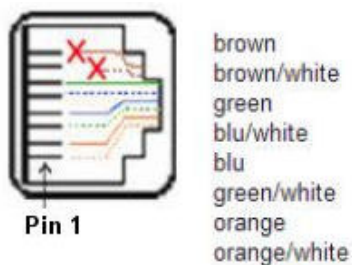 brown
brown/white
green
blu/white
blu
green/white
orange
orange/white
Pin 1